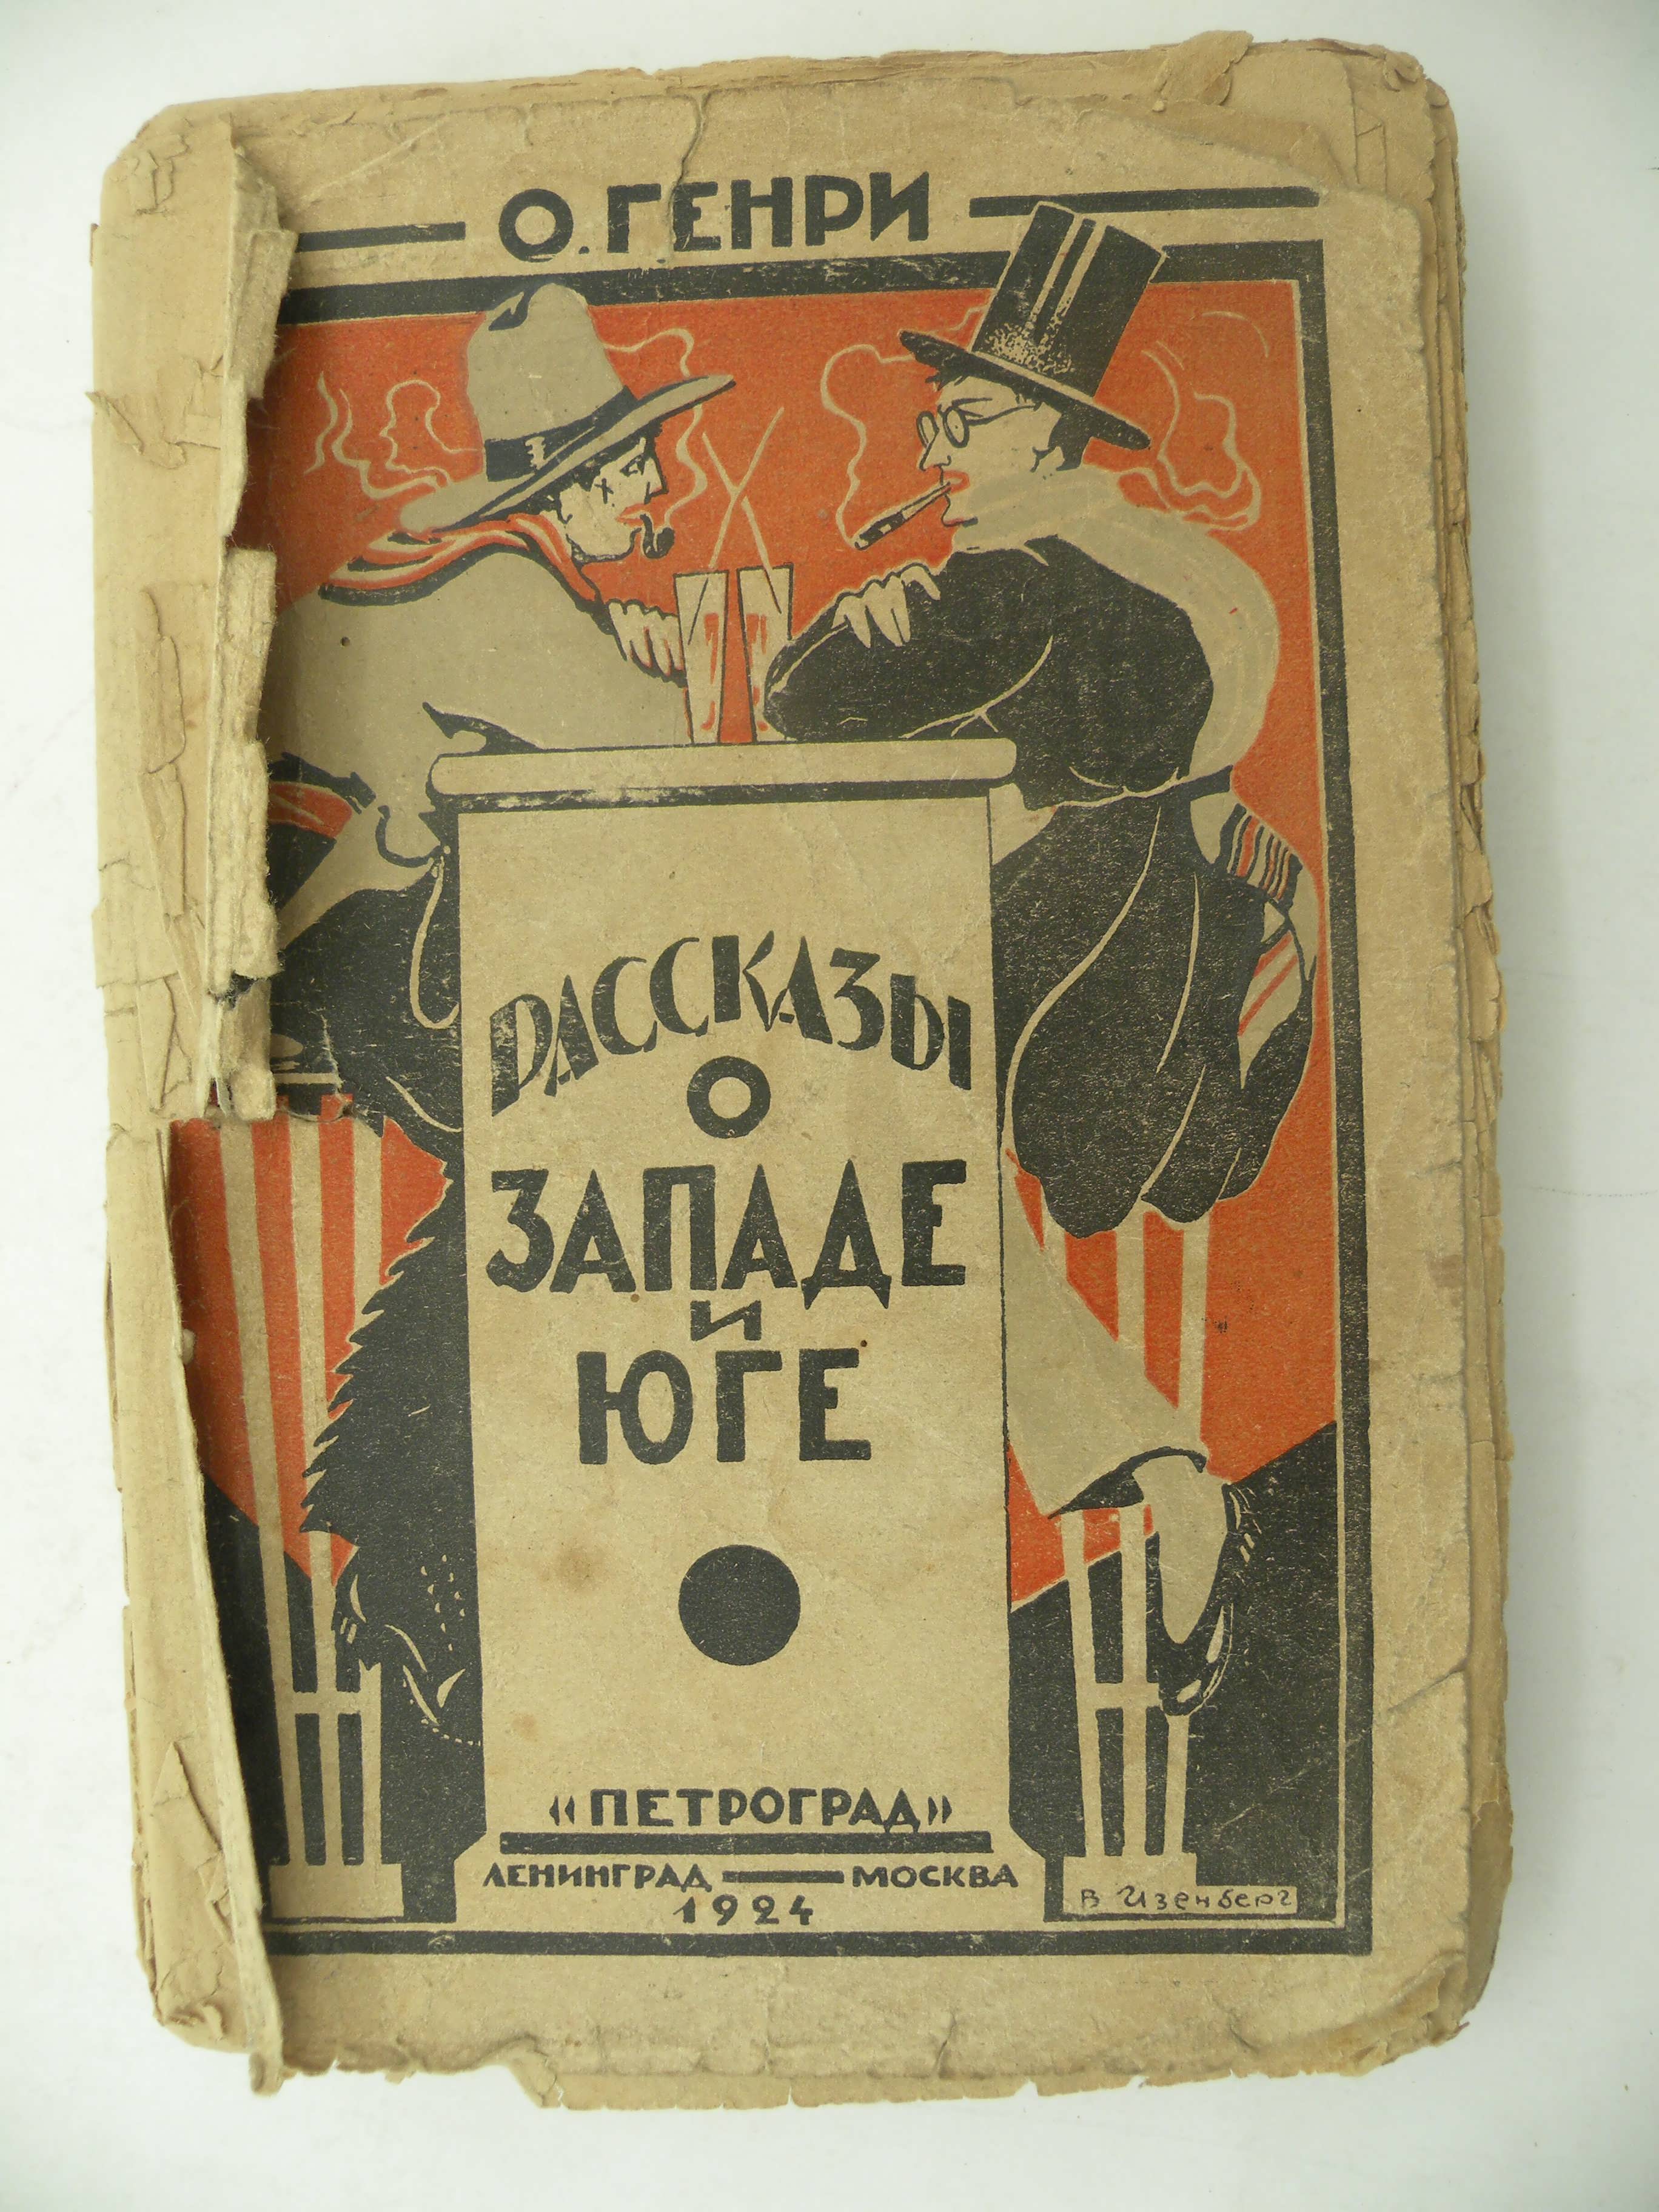 О. ГЕНРИ
РАССКАЗЫ
О
ЗАПАДЕ
И
ЮГЕ
«ПЕТРОГРАД»
ЛЕНИНГРАД — МОСКВА
1924
В Изенберг